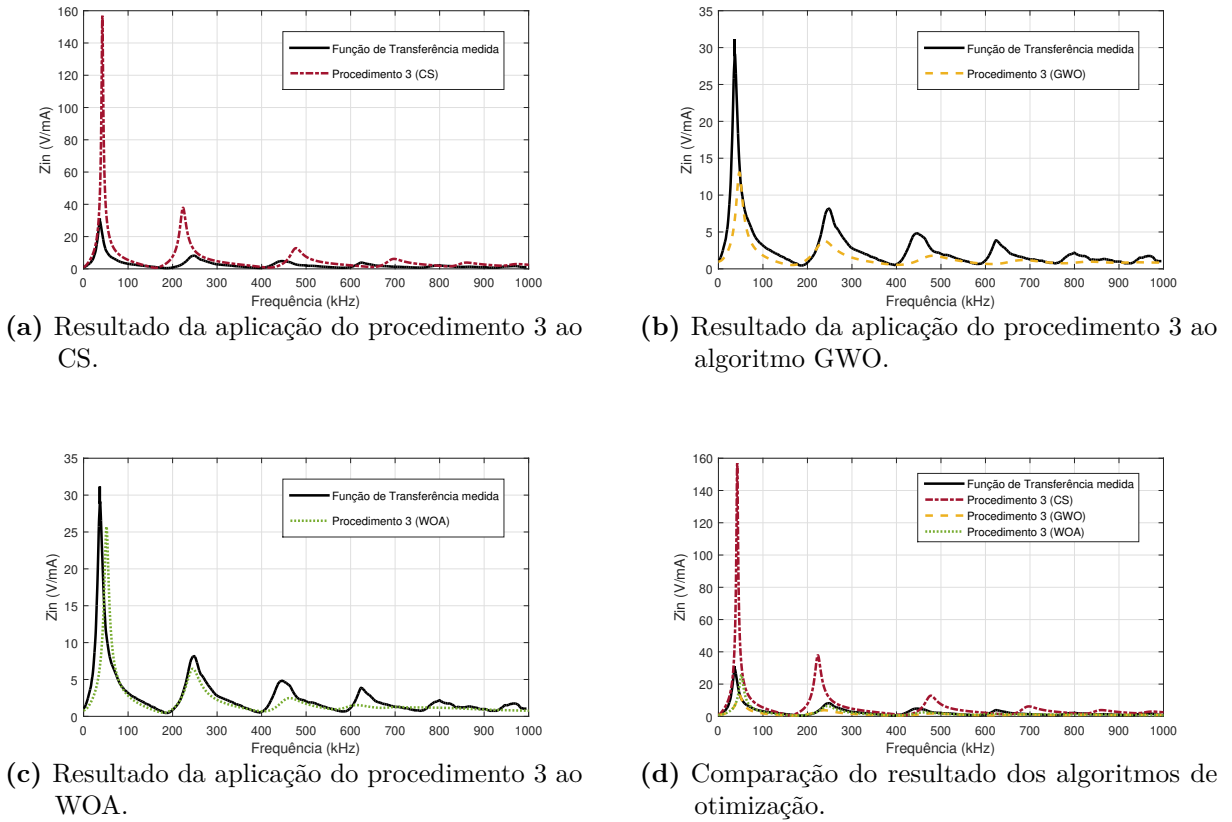 160
140
120
100
80
60
40
20
0
Zin (V/mA)
Função de Transferência medida
Procedimento 3 (CS)
0 100 200 300 400 500 600 700 800 900 1000
Frequência (kHz)
(a) Resultado da aplicação do procedimento 3 ao
CS.
35
30
25
20
15
10
5
0
Zin (V/mA)
Função de Transferência medida
Procedimento 3 (GWO)
0 100 200 300 400 500 600 700 800 900 1000
Frequência (kHz)
(b) Resultado da aplicação do procedimento 3 ao
algoritmo GWO.
35
30
25
20
15
10
5
0
Zin (V/mA)
Função de Transferência medida
Procedimento 3 (WOA)
0 100 200 300 400 500 600 700 800 900 1000
Frequência (kHz)
(c) Resultado da aplicação do procedimento 3 ao
WOA.
160
140
120
100
80
60
40
20
0
Zin (V/mA)
Função de Transferência medida
Procedimento 3 (CS)
Procedimento 3 (GWO)
Procedimento 3 (WOA)
0 100 200 300 400 500 600 700 800 900 1000
Frequência (kHz)
(d) Comparação do resultado dos algoritmos de
otimização.